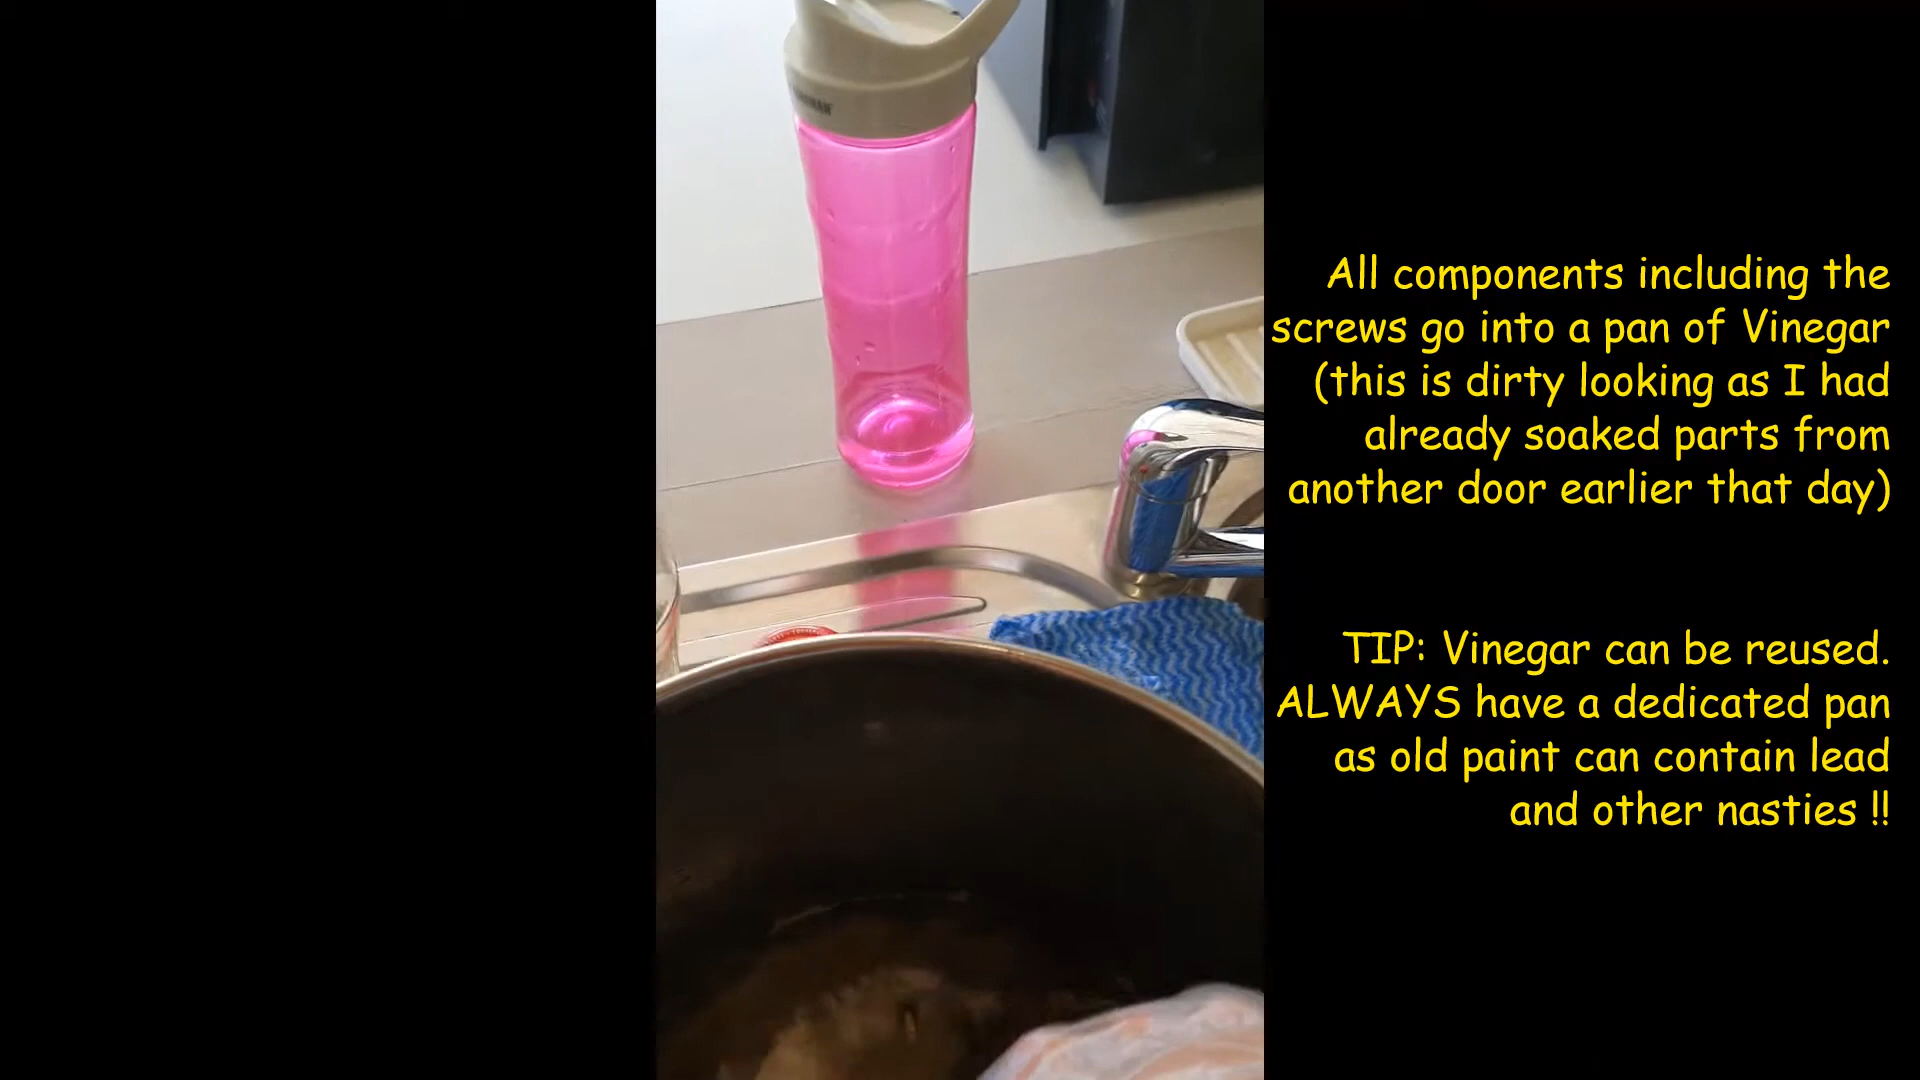 All components including the
screws go into a pan of Vinegar
(this is dirty looking as I had
already soaked parts from
another door earlier that day)
TIP: Vinegar can be reused.
ALWAYS have a dedicated pan
as old paint can contain lead
and other nasties !!